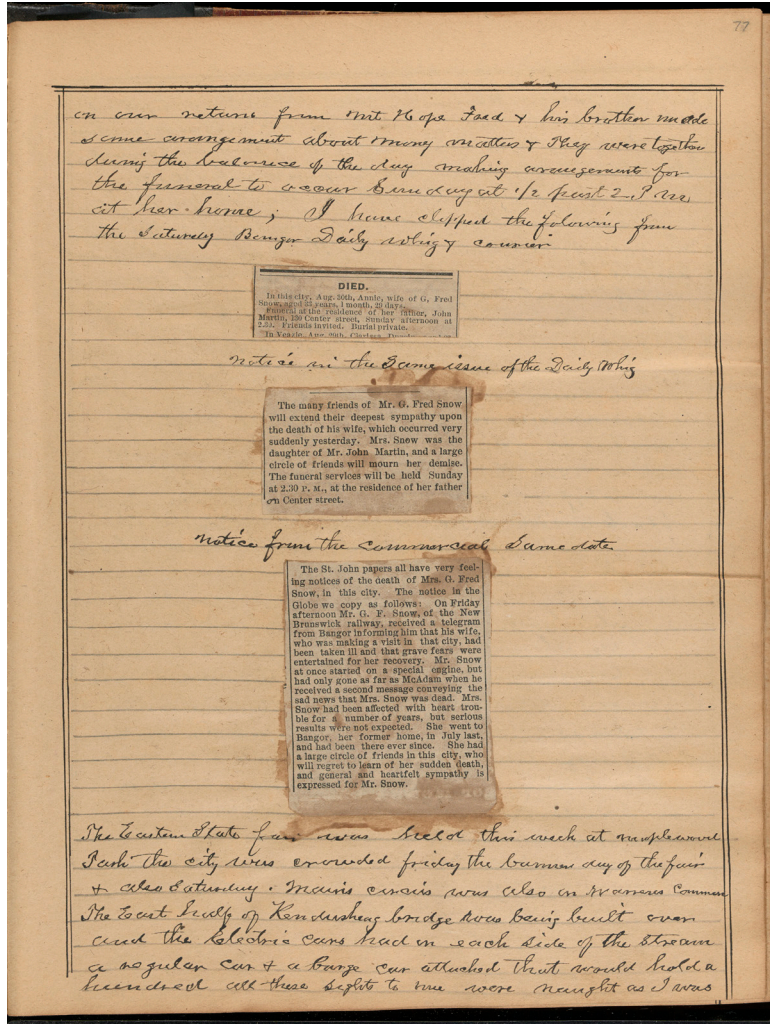 77
on our return from Mt Hope Fred & his brother made
some arangement about money matters & They were together
during the balance of the day making arangements for
the funeral to occur Sunday at 1/2 past 2. P M
at her home ; I have clipped the folowing from
the Saturday Bangor Daily Whig & courier
DIED.
In this city, Aug. 30th, Annie, wife of G. Fred
Snow, aged 35 years, 1 month, 29 days.
Funeral at the residence of her father, John
Martin, 150 Center street, Sunday afternoon at
2.30. Friends invited. Burial private.
In Veazie, Aug. 29th, Clarissa
Notice in the Same issue of the Daily Whig
The many friends of Mr. G. Fred Snow
will extend their deepest sympathy upon
the death of his wife, which occurred very
suddenly yesterday. Mrs. Snow was the
daughter of Mr. John Martin, and a large
circle of friends will mourn her demise.
The funeral services will be held Sunday
at 2.30 P. M., at the residence of her father
on Center street.
Notice from the commercial Same date
The St. John papers all have very feel-
ing notices of the death of Mrs. G. Fred
Snow, in this city. The notice in the
Globe we copy as follows: On Friday
afternoon Mr. G. F. Snow, of the New
Brunswick railway, received a telegram
from Bangor informing him that his wife,
who was making a visit in that city, had
been taken ill and that grave fears were
entertained for her recovery. Mr. Snow
at once started on a special engine, but
had only gone as far as McAdam when he
received a second message conveying the
sad news that Mrs. Snow was dead. Mrs.
Snow had been affected with heart trou-
ble for a number of years, but serious
results were not expected. She went to
Bangor, her former home, in July last,
and had been there ever since. She had
a large circle of friends in this city, who
will regret to learn of her sudden death,
and general and heartfelt sympathy is
expressed for Mr. Snow.
The Eastern State fair was held this week at maplewood
Park the city was crowded friday the banner day of the fair
& also Saturday. Main's circus was also on Warrens Common
The East half of Kenduskeag bridge was being built over
and the Electric cars had on each side of the stream
a regular car & a barge car attached that would hold a
hundred all these sights to me were naught as I was